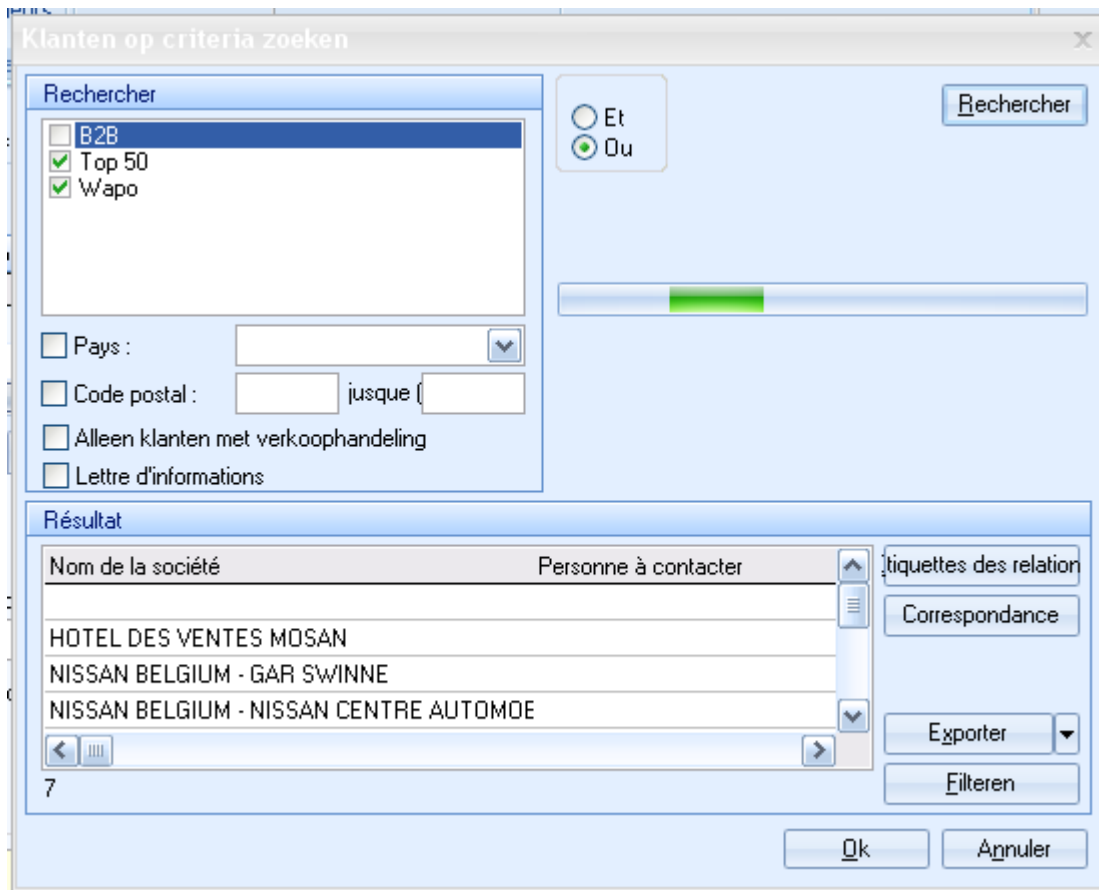 Klanten op criteria zoeken
Rechercher
B2B
Top 50
Wapo
Et
Ou
Rechercher
Pays :
Code postal :
jusque (
Alleen klanten met verkoophandeling
Lettre d'informations
Résultat
Nom de la société Personne à contacter
HOTEL DES VENTES MOSAN
NISSAN BELGIUM - GAR SWINNE
NISSAN BELGIUM - NISSAN CENTRE AUTOMOE
7
tiquettes des relation
Correspondance
Exporter
Filteren
Ok
Annuler